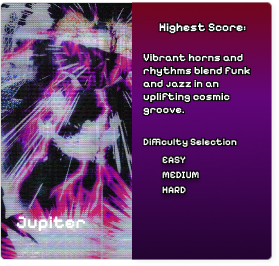 Highest Score:
Vibrant horns and
rhythms blend funk
and jazz in an
uplifting cosmic
groove.
Difficulty Selection
EASY
MEDIUM
HARD
Jupiter